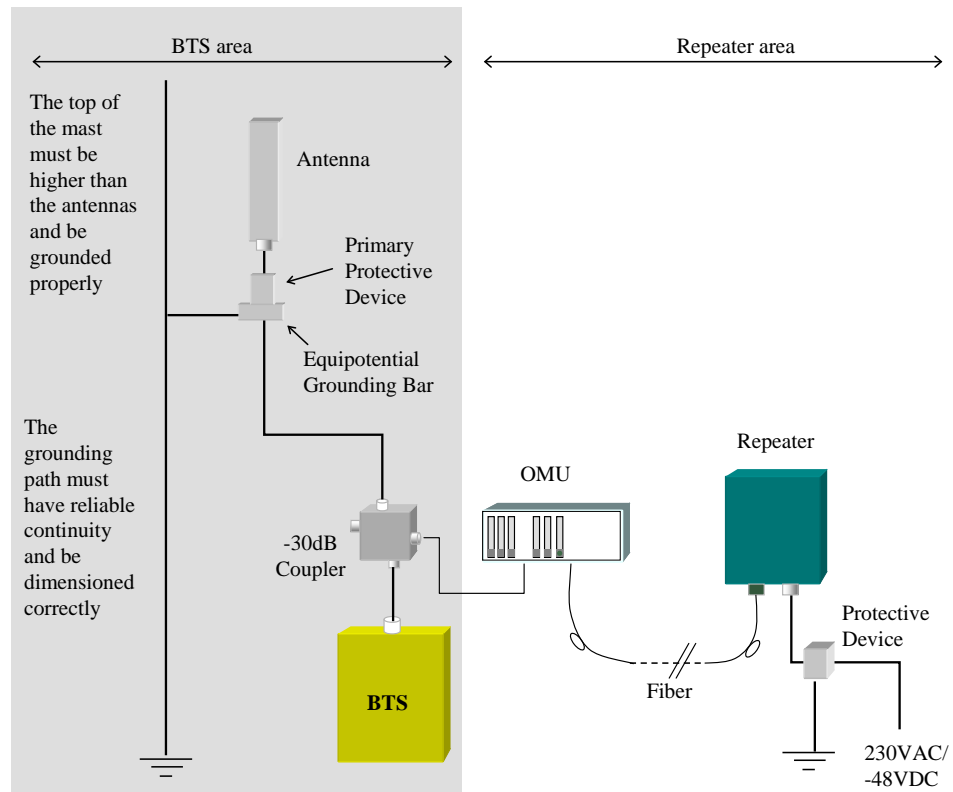 BTS area
Repeater area
The top of
the mast
must be
higher than
the antennas
and be
grounded
properly
Antenna
Primary
Protective
Device
Equipotential
Grounding Bar
The
grounding
path must
have reliable
continuity
and be
dimensioned
correctly
-30dB
Coupler
BTS
OMU
Repeater
Fiber
Protective
Device
230VAC/
-48VDC